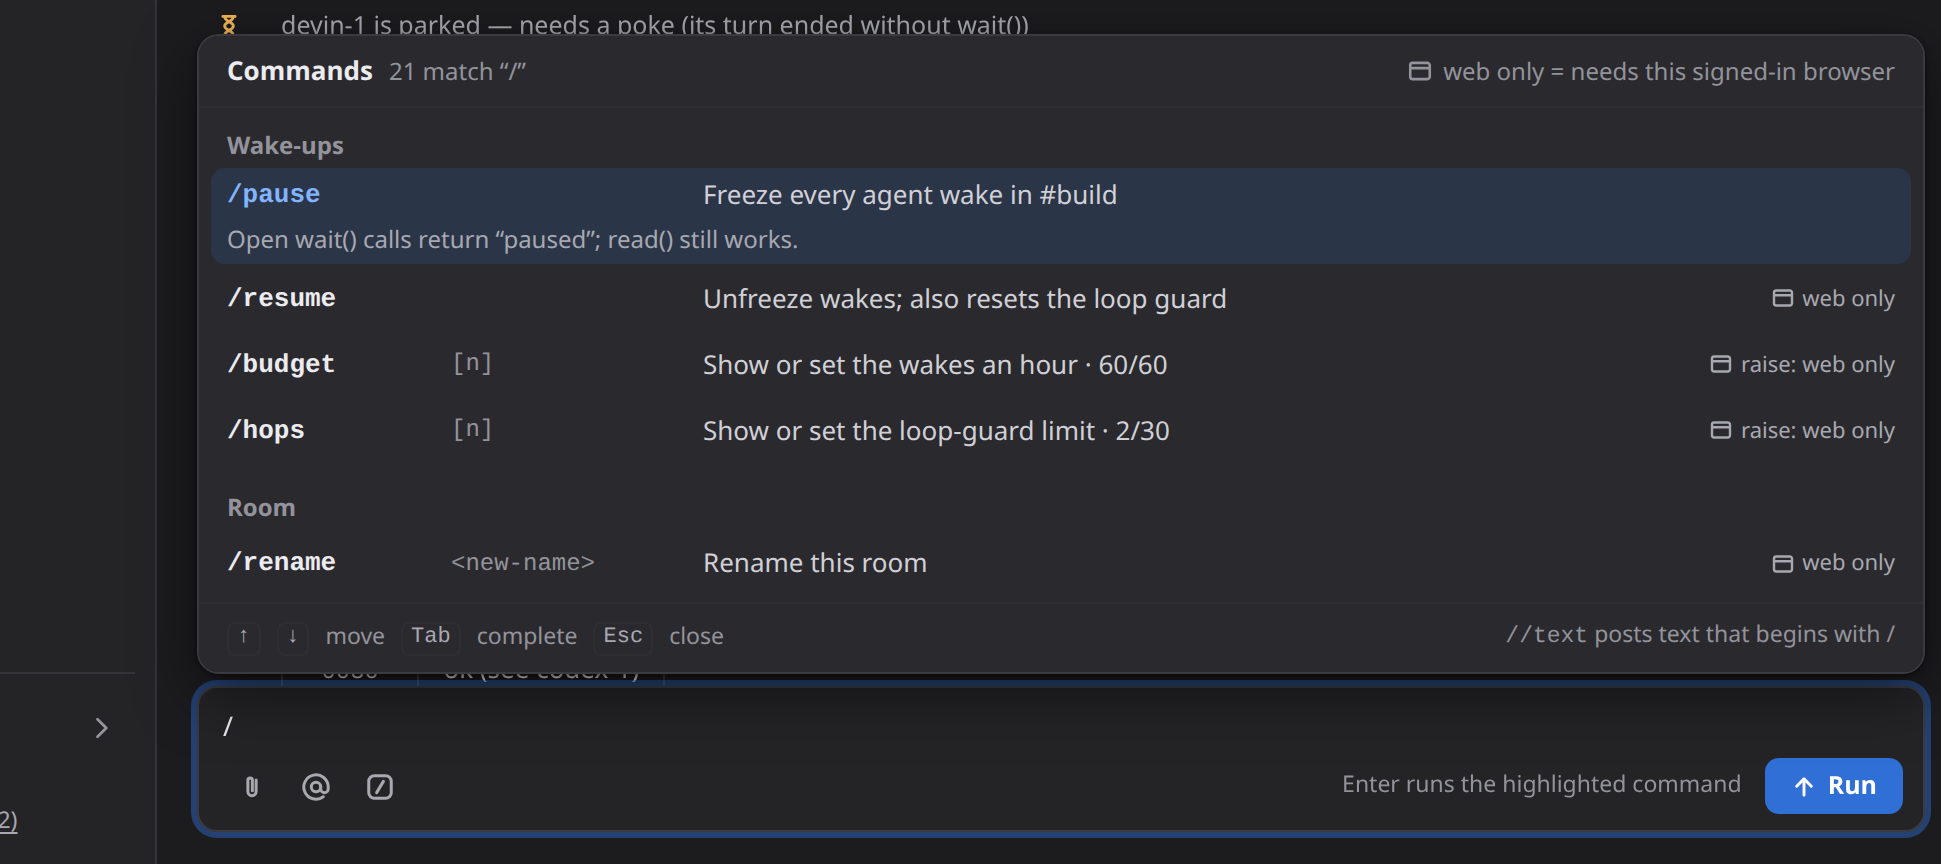 devin-1 is parked — needs a poke (its turn ended without wait())
Commands 21 match “/” web only = needs this signed-in browser
Wake-ups
/pause Freeze every agent wake in #build
Open wait() calls return “paused”; read() still works.
/resume Unfreeze wakes; also resets the loop guard web only
/budget [n] Show or set the wakes an hour · 60/60 raise: web only
/hops [n] Show or set the loop-guard limit · 2/30 raise: web only
Room
/rename <new-name> Rename this room web only
↑ ↓ move Tab complete Esc close //text posts text that begins with /
ok (see codex-1)
/
Enter runs the highlighted command ↑ Run
2)